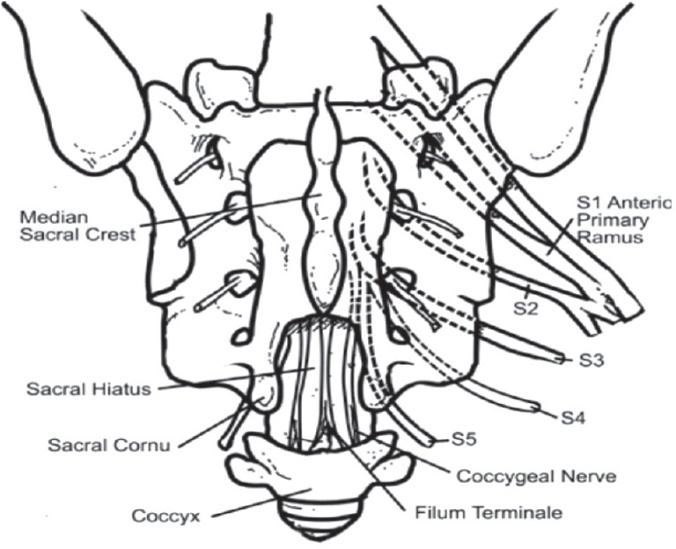 Median
Sacral Crest
S1 Anteric
Primary
Ramus
S2
S3
Sacral Hiatus
S4
Sacral Cornu
S5
Coccygeal Nerve
Coccyx
Filum Terminale